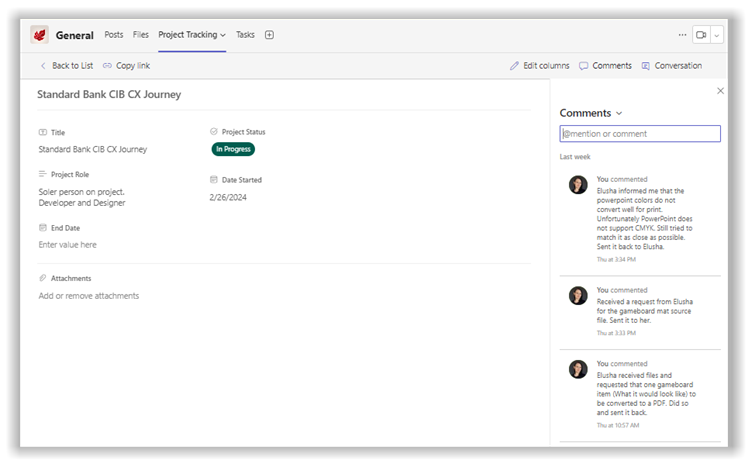 General Posts Files Project Tracking Tasks
Back to List Copy link Edit columns Comments Conversation
Standard Bank CIB CX Journey
Title
Standard Bank CIB CX Journey
Project Status
In Progress
Project Role
Soler person on project.
Developer and Designer
Date Started
2/26/2024
End Date
Enter value here
Attachments
Add or remove attachments
Comments
@mention or comment
Last week
You commented
Elusha informed me that the
powerpoint colors do not
convert well for print.
Unfortunately PowerPoint does
not support CMYK. Still tried to
match it as close as possible.
Sent it back to Elusha.
Thu at 3:34 PM
You commented
Received a request from Elusha
for the gameboard mat source
file. Sent it to her.
Thu at 3:33 PM
You commented
Elusha received files and
requested that one gameboard
item (What it would look like) to
be converted to a PDF. Did so
and sent it back.
Thu at 10:57 AM